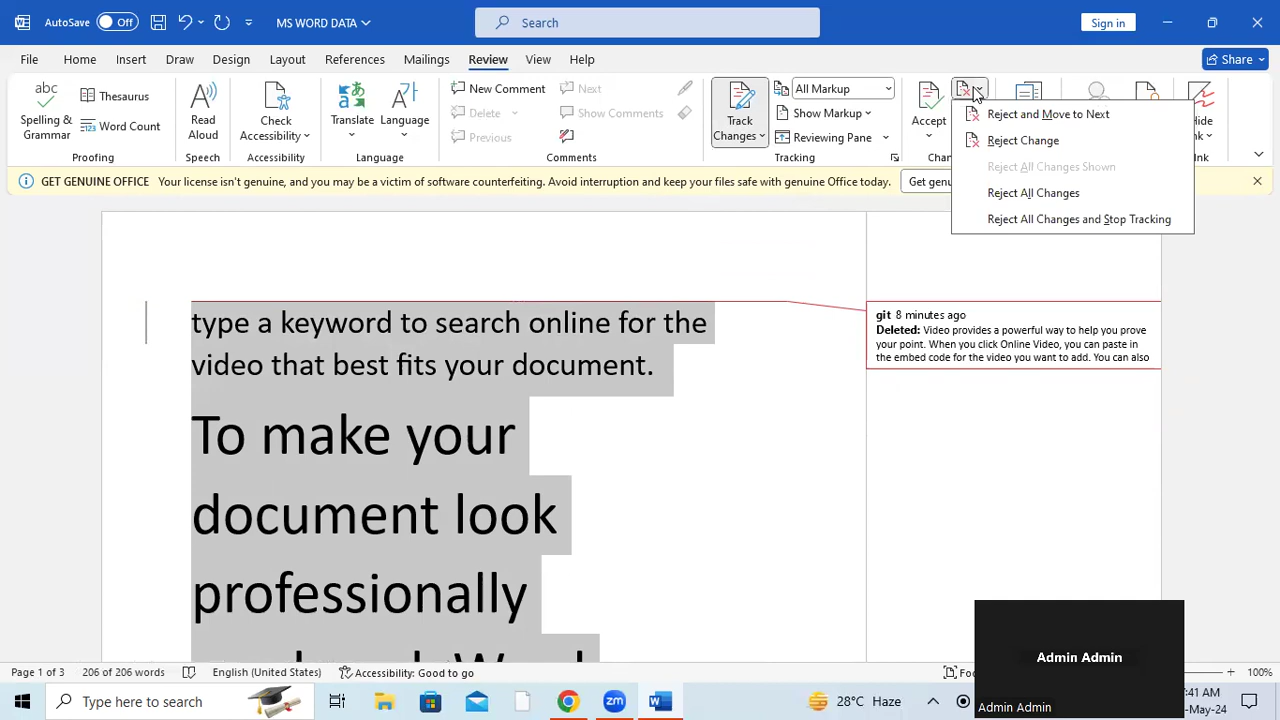 AutoSave Off MS WORD DATA Search Sign in
File Home Insert Draw Design Layout References Mailings Review View Help Share
abc Spelling & Grammar
Thesaurus
Word Count
Proofing
Read Aloud
Speech
Check Accessibility
Accessibility
Translate
Language
Language
New Comment
Delete
Previous
Next
Comments
Track Changes
All Markup
Show Markup
Reviewing Pane
Tracking
Accept
Reject and Move to Next
Reject Change
Reject All Changes Shown
Reject All Changes
Reject All Changes and Stop Tracking
GET GENUINE OFFICE Your license isn't genuine, and you may be a victim of software counterfeiting. Avoid interruption and keep your files safe with genuine Office today.
type a keyword to search online for the
video that best fits your document.
To make your
document look
professionally
git 8 minutes ago
Deleted: Video provides a powerful way to help you prove
your point. When you click Online Video, you can paste in
the embed code for the video you want to add. You can also
Admin Admin
Admin Admin
Page 1 of 3 206 of 206 words English (United States) Accessibility: Good to go 100%
Type here to search zm 28°C Haze